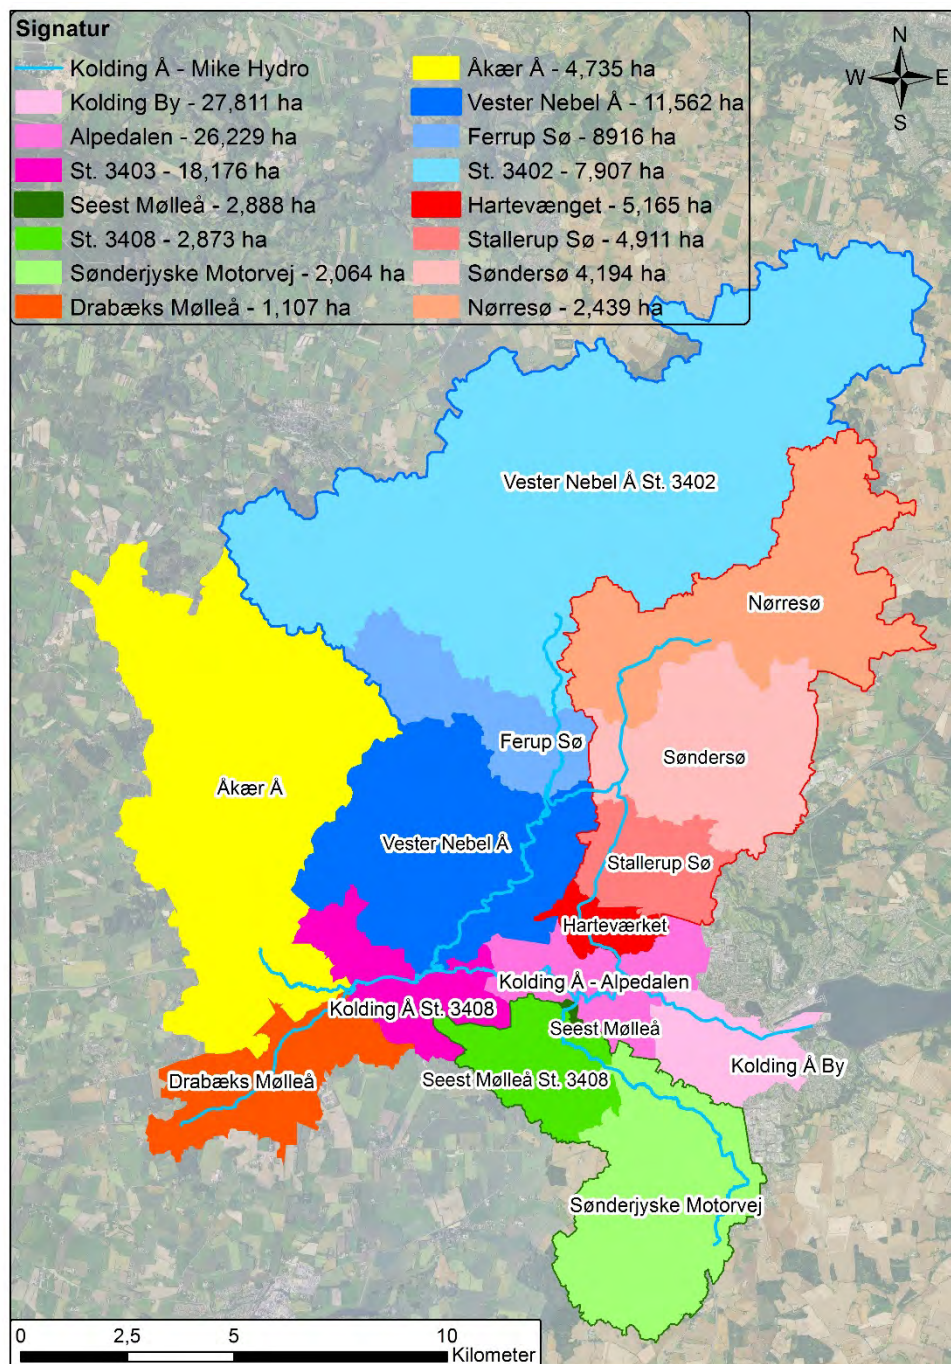 Signatur
Kolding Å - Mike Hydro
Kolding By - 27,811 ha
Alpedalen - 26,229 ha
St. 3403 - 18,176 ha
Seest Mølleå - 2,888 ha
St. 3408 - 2,873 ha
Sønderjyske Motorvej - 2,064 ha
Drabæks Mølleå - 1,107 ha
Åkær Å - 4,735 ha
Vester Nebel Å - 11,562 ha
Ferrup Sø - 8916 ha
St. 3402 - 7,907 ha
Hartevænget - 5,165 ha
Stallerup Sø - 4,911 ha
Søndersø 4,194 ha
Nørresø - 2,439 ha
N
W E
S
Vester Nebel Å St. 3402
Nørresø
Ferup Sø
Søndersø
Åkær Å
Vester Nebel Å
Stallerup Sø
Harteværket
Kolding Å - Alpedalen
Kolding Å St. 3408
Seest Mølleå
Kolding Å By
Drabæks Mølleå
Seest Mølleå St. 3408
Sønderjyske Motorvej
0 2,5 5 10
Kilometer